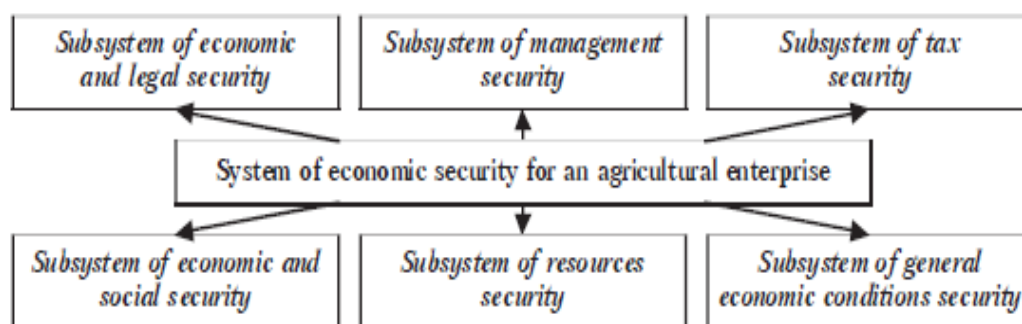 Subsystem of economic
and legal security
Subsystem of management
security
Subsystem of tax
security
System of economic security for an agricultural enterprise
Subsystem of economic and
social security
Subsystem of resources
security
Subsystem of general
economic conditions security